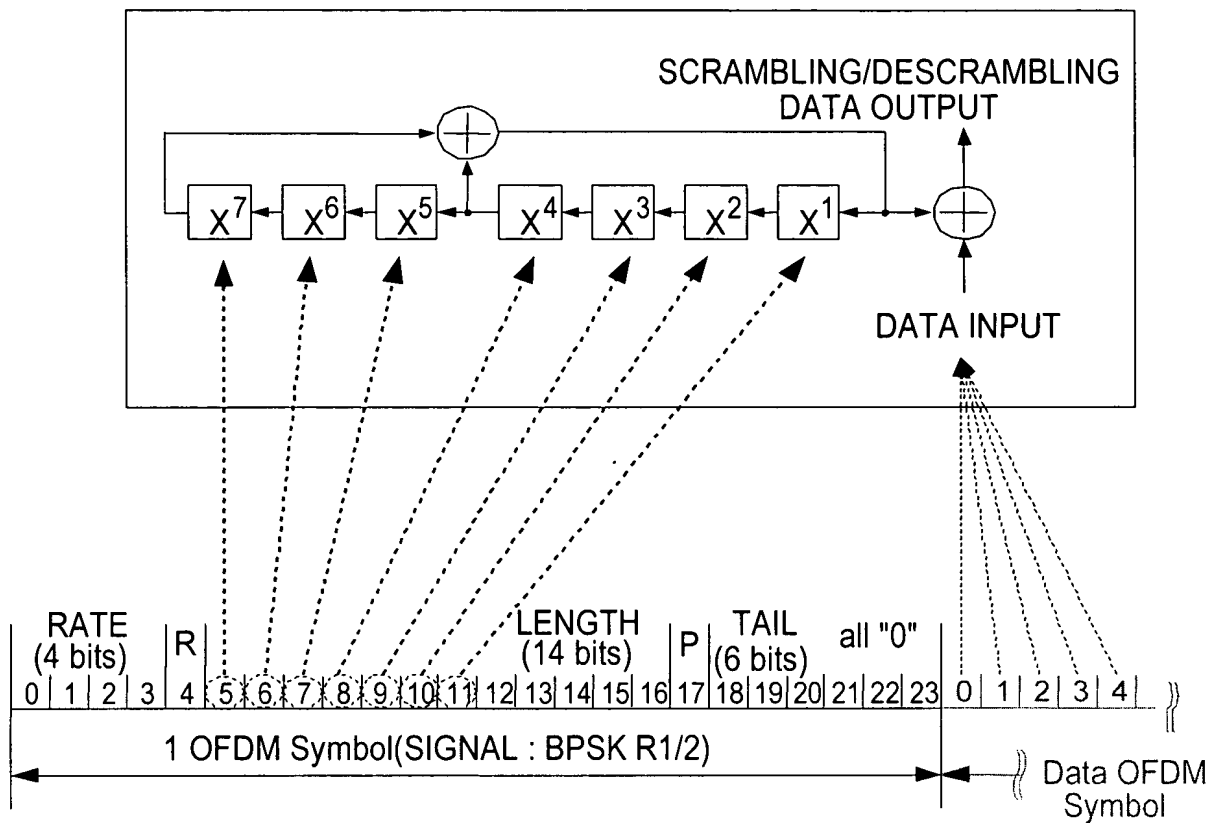 SCRAMBLING/DESCRAMBLING
DATA OUTPUT
X7 X6 X5 X4 X3 X2 X1
DATA INPUT
RATE
(4 bits)
R
LENGTH
(14 bits)
P
TAIL
(6 bits)
all "0"
0 1 2 3 4 5 6 7 8 9 10 11 12 13 14 15 16 17 18 19 20 21 22 23 0 1 2 3 4
1 OFDM Symbol(SIGNAL : BPSK R1/2)
Data OFDM
Symbol